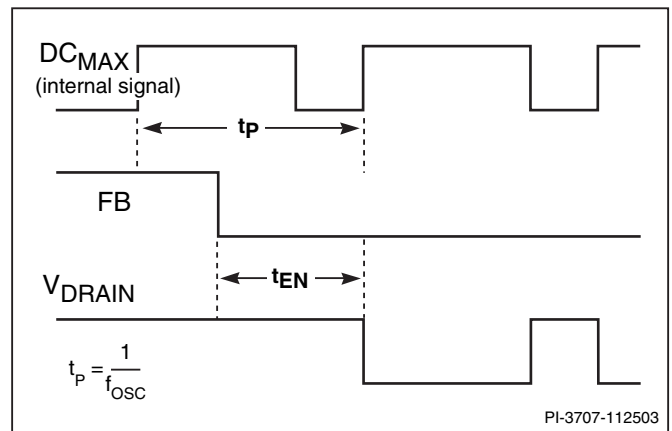 DCMAX
(internal signal)
tP
FB
tEN
VDRAIN
tP = 1/fOSC
PI-3707-112503